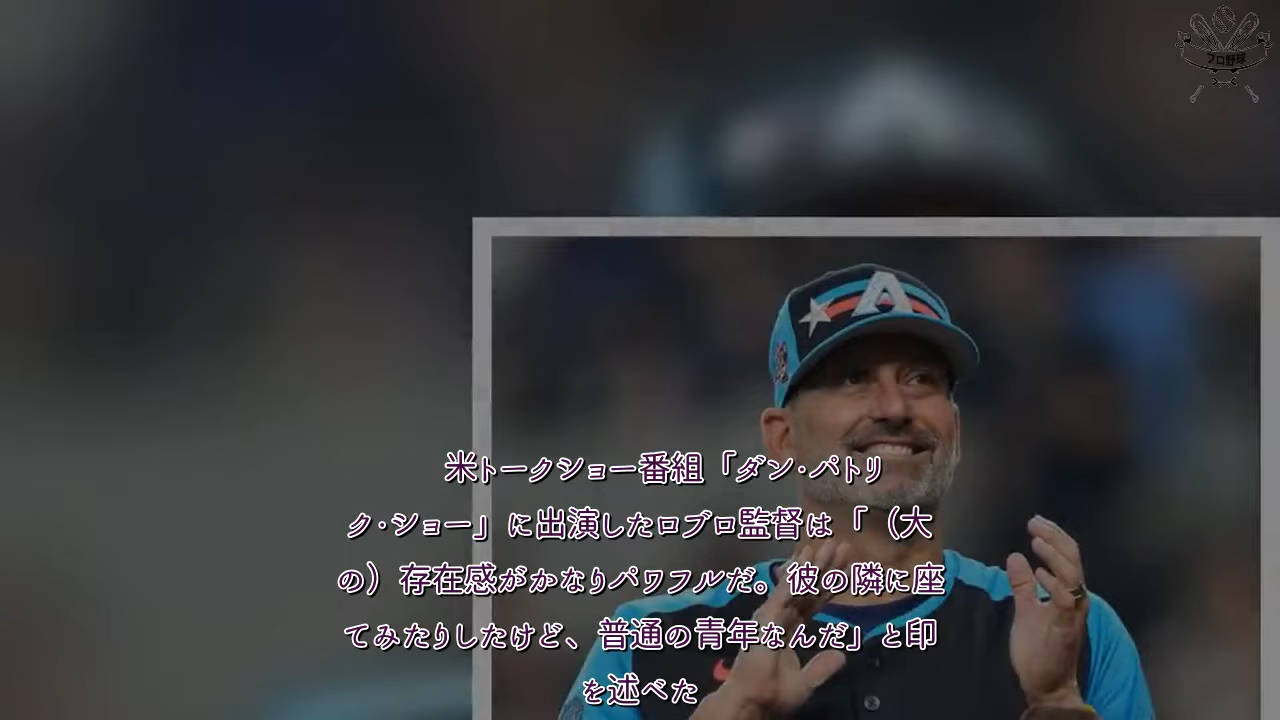 プロ野球
A
米トークショー番組「ダン・パトリ
ク・ショー」に出演したロブロ監督は「（大
の）存在感がかなりパワフルだ。彼の隣に座
てみたりしたけど、普通の青年なんだ」と印
を述べた